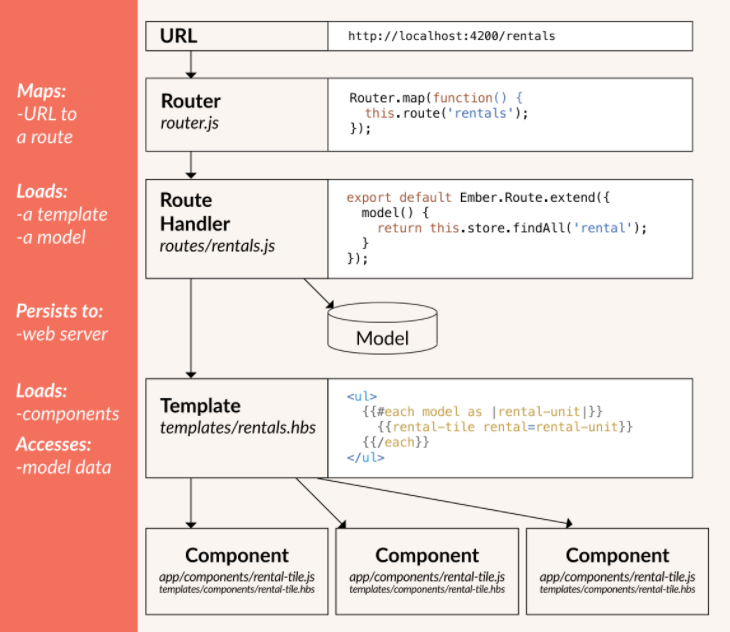 URL
http://localhost:4200/rentals
Maps:
-URL to
a route
Router
router.js
Router.map(function() {
  this.route('rentals');
});
Loads:
-a template
-a model
Route
Handler
routes/rentals.js
export default Ember.Route.extend({
  model() {
    return this.store.findAll('rental');
  }
});
Persists to:
-web server
Model
Loads:
-components
Accesses:
-model data
Template
templates/rentals.hbs
<ul>
  {{#each model as |rental-unit|}}
    {{rental-tile rental=rental-unit}}
  {{/each}}
</ul>
Component
app/components/rental-tile.js
templates/components/rental-tile.hbs
Component
app/components/rental-tile.js
templates/components/rental-tile.hbs
Component
app/components/rental-tile.js
templates/components/rental-tile.hbs